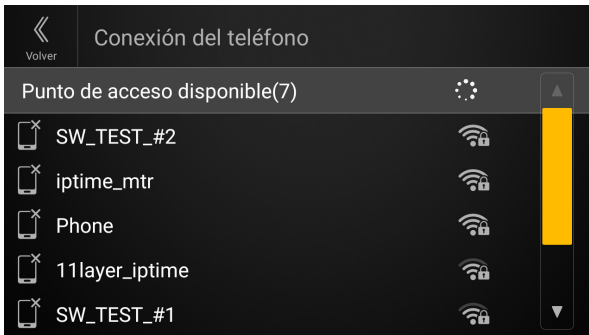 Volver
Conexión del teléfono
Punto de acceso disponible(7)
SW_TEST_#2
iptime_mtr
Phone
11layer_iptime
SW_TEST_#1